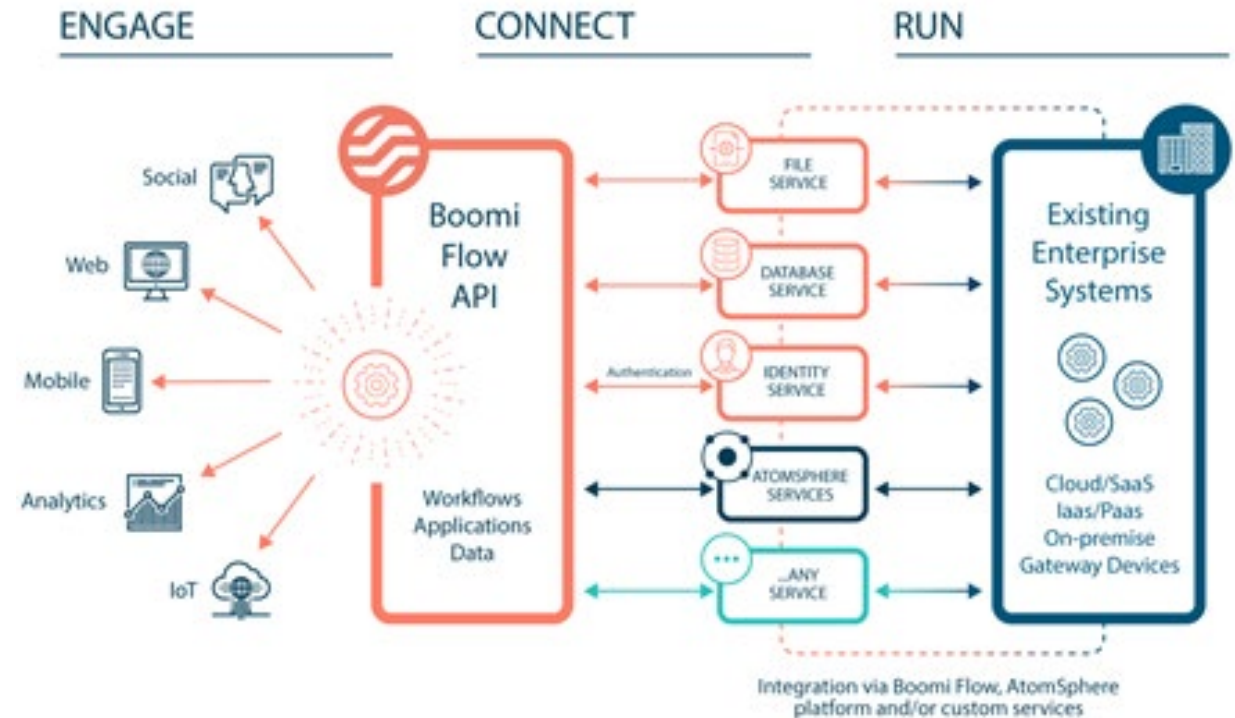 ENGAGE
CONNECT
RUN
Social
Web
Mobile
Analytics
IoT
Boomi
Flow
API
Workflows
Applications
Data
Authentication
FILE
SERVICE
DATABASE
SERVICE
IDENTITY
SERVICE
ATOMSPHERE
SERVICES
...ANY
SERVICE
Existing
Enterprise
Systems
Cloud/SaaS
Iaas/Paas
On-premise
Gateway Devices
Integration via Boomi Flow, AtomSphere
platform and/or custom services